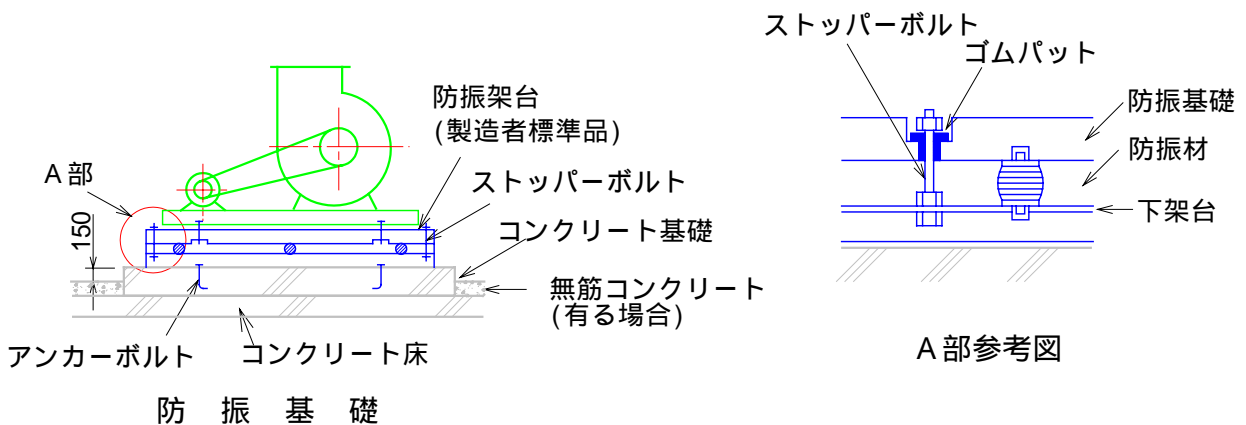 防振架台
(製造者標準品)
A部
ストッパーボルト
コンクリート基礎
150
無筋コンクリート
(有る場合)
アンカーボルト
コンクリート床
防振基礎
ストッパーボルト
ゴムパット
防振基礎
防振材
下架台
A部参考図